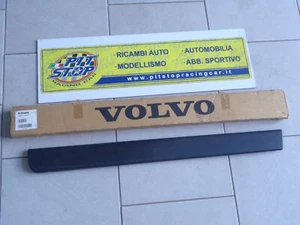 PIT STOP
RICAMBI AUTO · AUTOMOBILIA
· MODELLISMO · ABB. SPORTIVO
www.pitstopracingcar.it
VOLVO